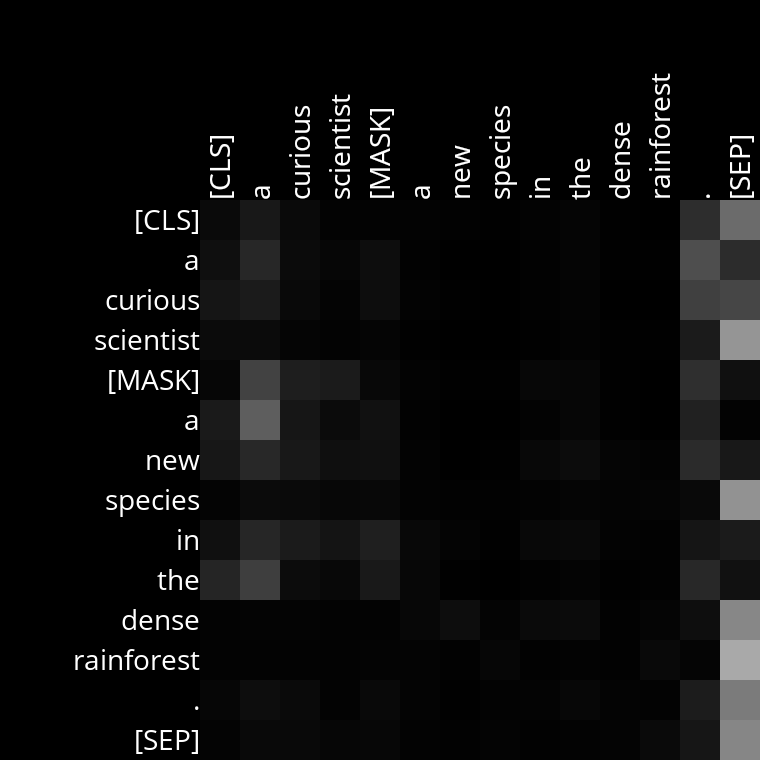 [CLS]
a
curious
scientist
[MASK]
a
new
species
in
the
dense
rainforest
.
[SEP]
[CLS]
a
curious
scientist
[MASK]
a
new
species
in
the
dense
rainforest
.
[SEP]